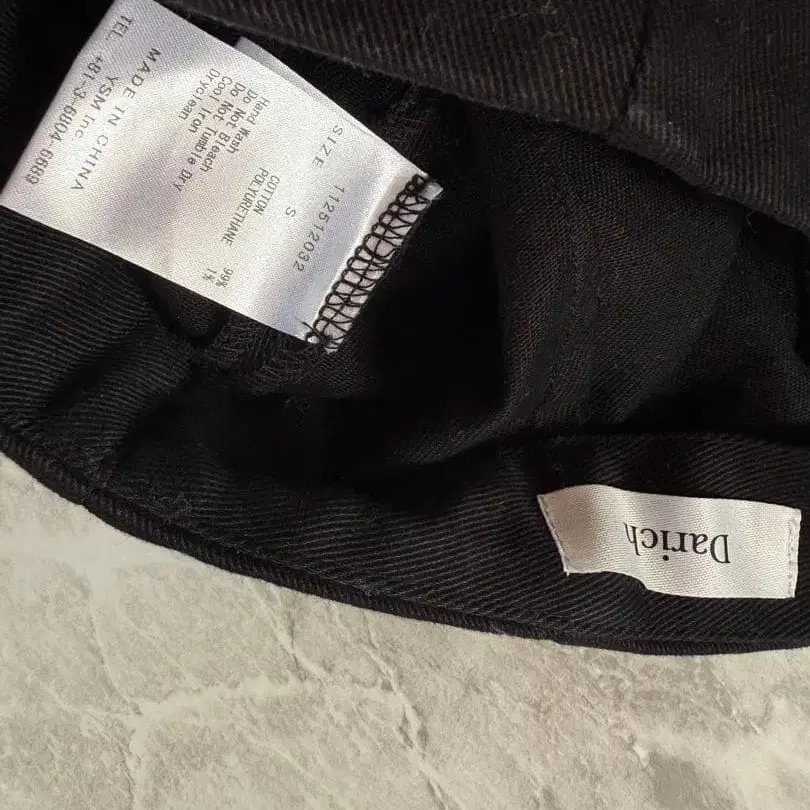 112512032
SIZE S
COTTON 99%
POLYURETHANE 1%
Hand Wash
Do Not Bleach
Do Not Tumble Dry
Cool Iron
Dryclean
MADE IN CHINA
YSM Inc.
TEL. +81-3-6804-6689
Darich